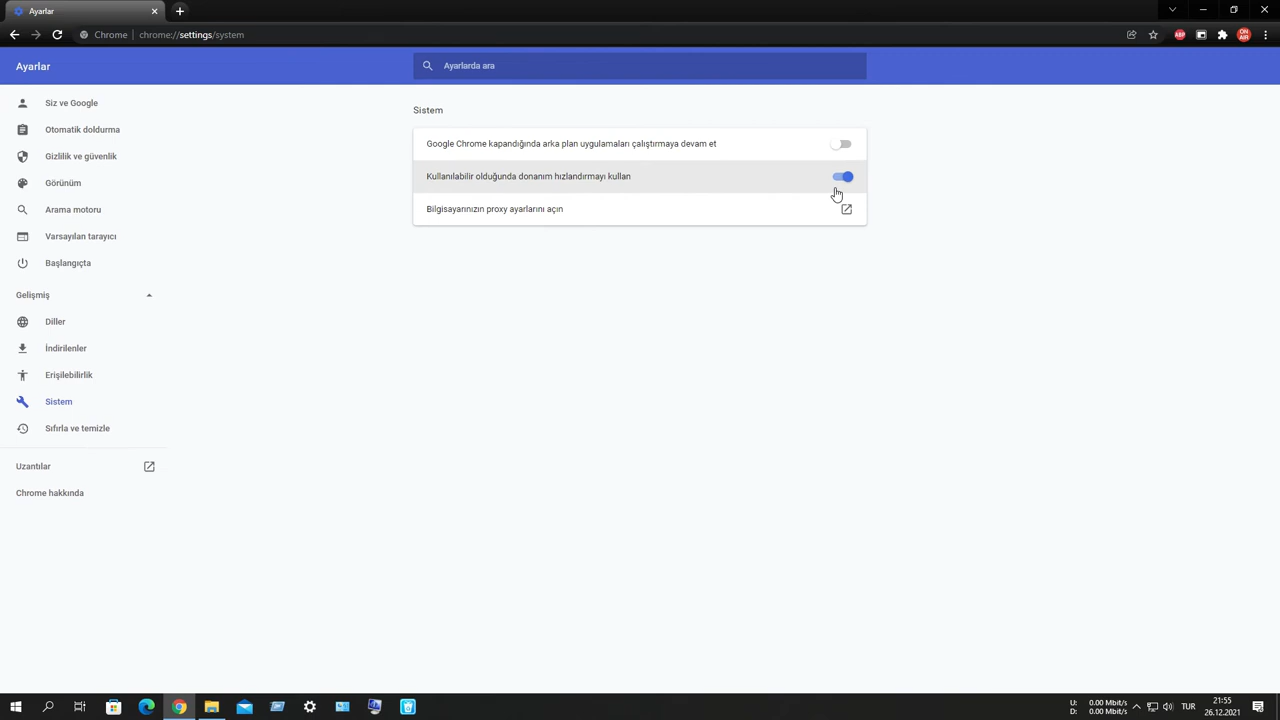 Ayarlar
Chrome | chrome://settings/system
ABP
ON AIR
Ayarlar
Ayarlarda ara
Siz ve Google
Otomatik doldurma
Gizlilik ve güvenlik
Görünüm
Arama motoru
Varsayılan tarayıcı
Başlangıçta
Gelişmiş
Diller
İndirilenler
Erişilebilirlik
Sistem
Sıfırla ve temizle
Uzantılar
Chrome hakkında
Sistem
Google Chrome kapandığında arka plan uygulamaları çalıştırmaya devam et
Kullanılabilir olduğunda donanım hızlandırmayı kullan
Bilgisayarınızın proxy ayarlarını açın
U: 0.00 Mbit/s
D: 0.00 Mbit/s
TUR
21:55
26.12.2021